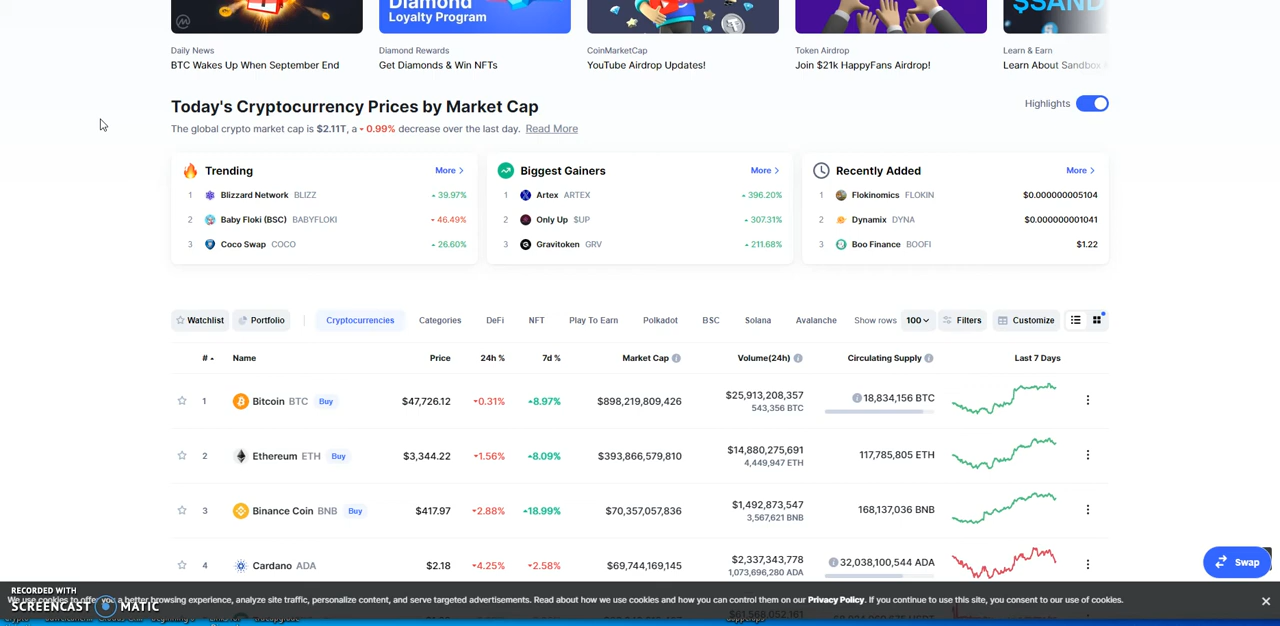 Diamond
Loyalty Program
$SAND
Daily News
BTC Wakes Up When September End
Diamond Rewards
Get Diamonds & Win NFTs
CoinMarketCap
YouTube Airdrop Updates!
Token Airdrop
Join $21k HappyFans Airdrop!
Learn & Earn
Learn About Sandbox
Today's Cryptocurrency Prices by Market Cap
Highlights
The global crypto market cap is $2.11T, a 0.99% decrease over the last day. Read More
Trending More
1 Blizzard Network BLIZZ 39.97%
2 Baby Floki (BSC) BABYFLOKI 46.49%
3 Coco Swap COCO 26.60%
Biggest Gainers More
1 Artex ARTEX 396.20%
2 Only Up $UP 307.31%
3 Gravitoken GRV 211.68%
Recently Added More
1 Flokinomics FLOKIN $0.000000005104
2 Dynamix DYNA $0.000000001041
3 Boo Finance BOOFI $1.22
Watchlist Portfolio Cryptocurrencies Categories DeFi NFT Play To Earn Polkadot BSC Solana Avalanche Show rows 100 Filters Customize
# Name Price 24h % 7d % Market Cap Volume(24h) Circulating Supply Last 7 Days
1 Bitcoin BTC Buy $47,726.12 0.31% 8.97% $898,219,809,426 $25,913,208,357 18,834,156 BTC
543,356 BTC
2 Ethereum ETH Buy $3,344.22 1.56% 8.09% $393,866,579,810 $14,880,275,691 117,785,805 ETH
4,449,947 ETH
3 Binance Coin BNB Buy $417.97 2.88% 18.99% $70,357,057,836 $1,492,873,547 168,137,036 BNB
3,567,621 BNB
4 Cardano ADA $2.18 4.25% 2.58% $69,744,169,145 $2,337,343,778 32,038,100,544 ADA
1,073,696,280 ADA
Swap
RECORDED WITH
SCREENCAST MATIC
We use cookies to offer you a better browsing experience, analyze site traffic, personalize content, and serve targeted advertisements. Read about how we use cookies and how you can control them on our Privacy Policy. If you continue to use this site, you consent to our use of cookies.